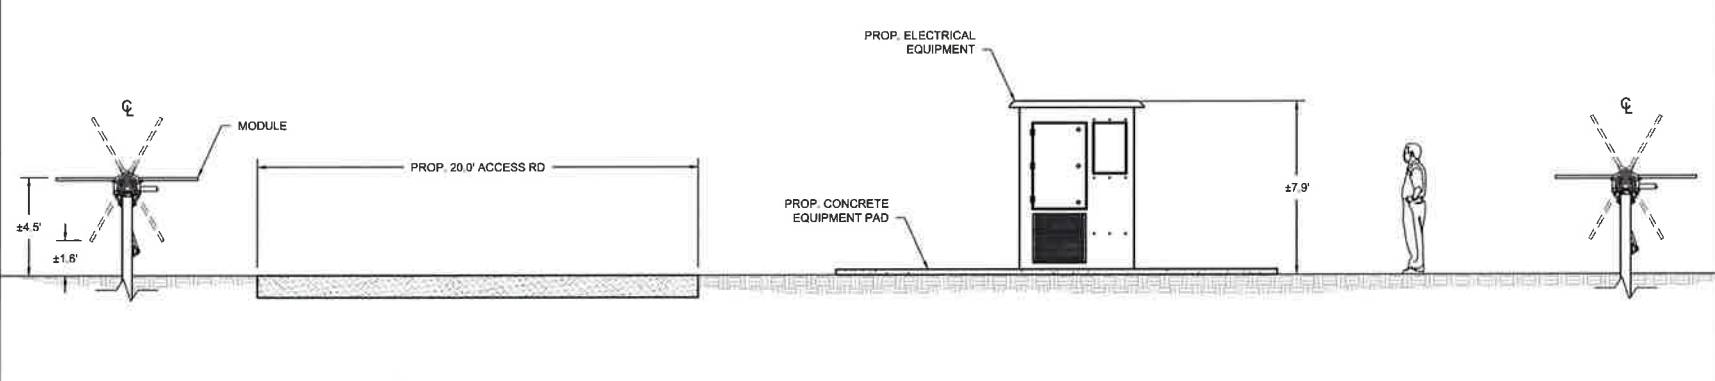 PROP. ELECTRICAL
EQUIPMENT
℄
MODULE
PROP. 20.0' ACCESS RD
±4.5'
±1.6'
PROP. CONCRETE
EQUIPMENT PAD
±7.9'
℄